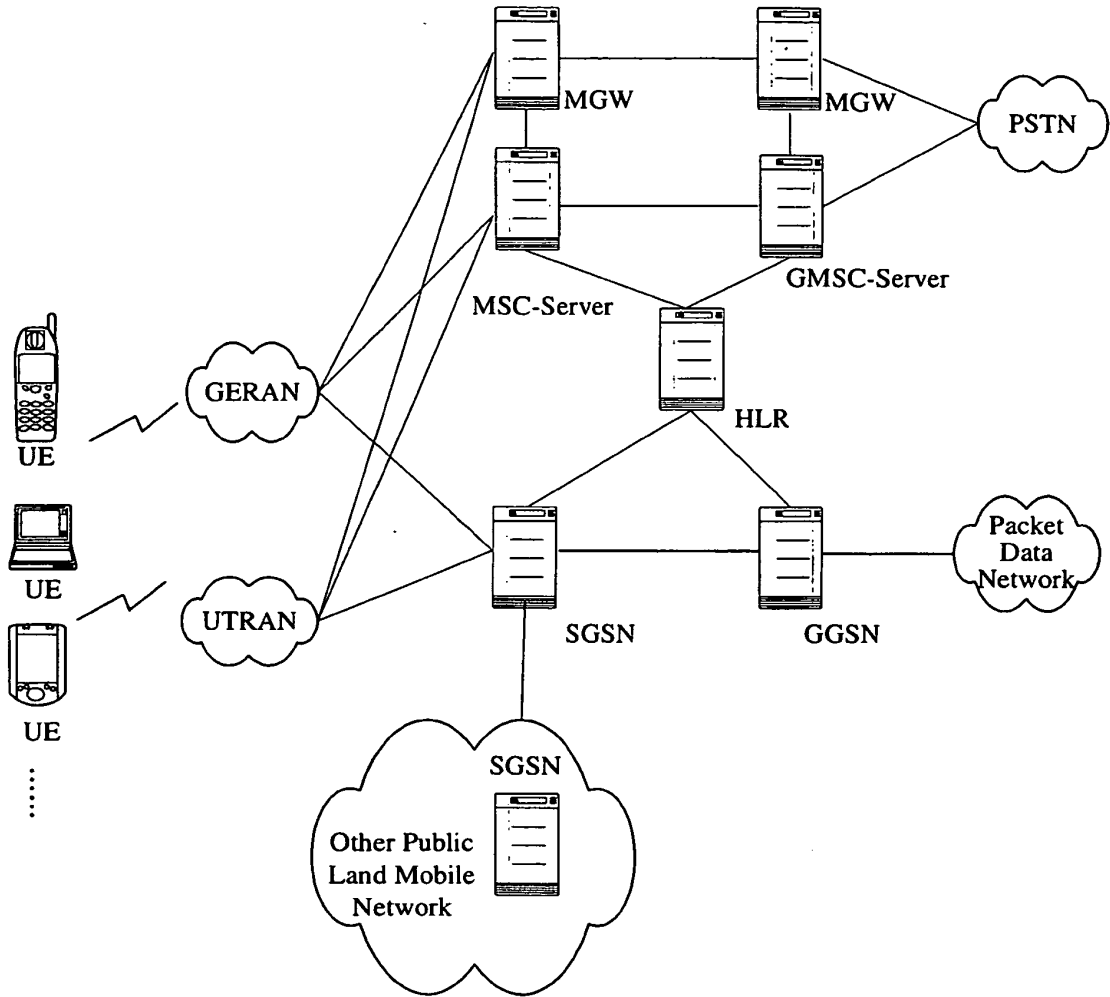 MGW
MGW
PSTN
MSC-Server
GMSC-Server
GERAN
HLR
UE
UE
UTRAN
SGSN
GGSN
Packet
Data
Network
UE
SGSN
Other Public
Land Mobile
Network